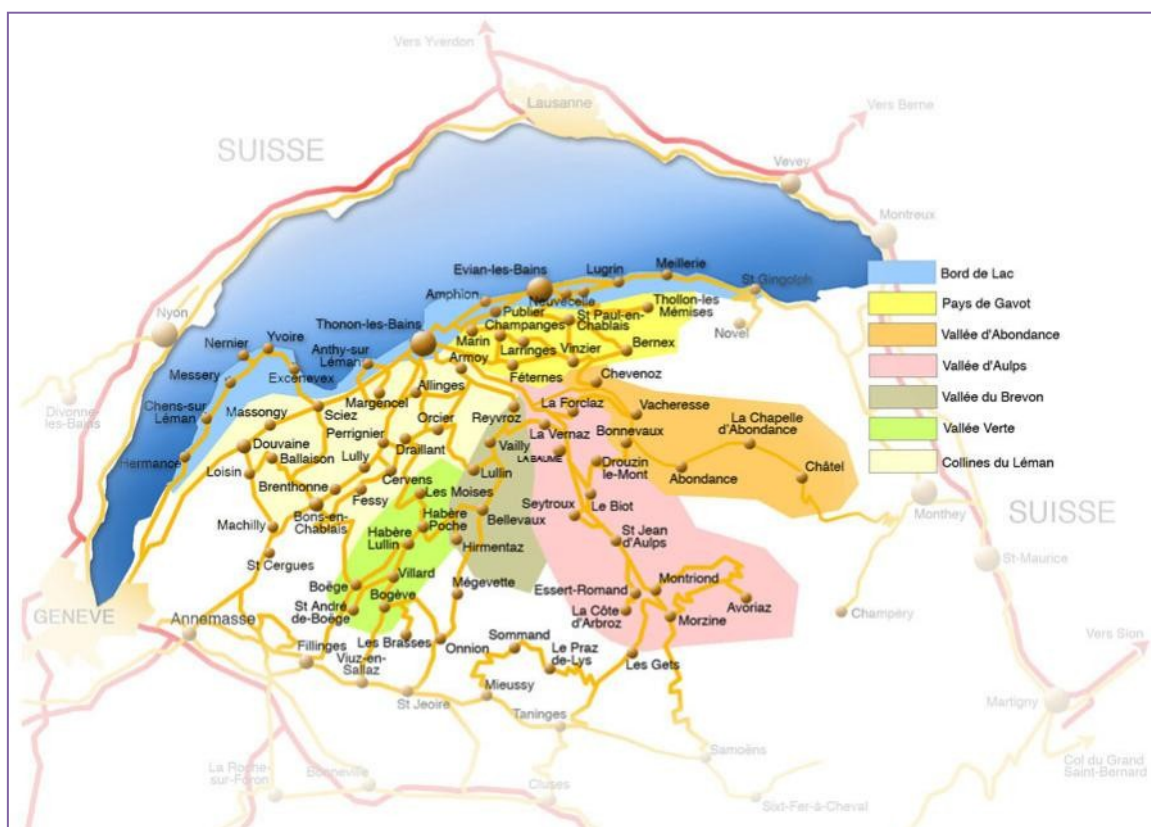 Vers Yverdon
Lausanne
Vers Berne
SUISSE
Vevey
Montreux
Nyon
Divonne-
les-Bains
Evian-les-Bains
Lugrin
Meillerie
St Gingolph
Amphion
Neuvecelle
Publier
Thollon-les
Mémises
Novel
Thonon-les-Bains
Champanges
St Paul-en-
Chablais
Marin
Larringes
Vinzier
Bernex
Anthy-sur
Léman
Armoy
Féternes
Chevenoz
Nernier
Yvoire
Messery
Excenevex
Allinges
Margencel
Chens-sur
Léman
Massongy
Sciez
Orcier
Reyvroz
La Forclaz
Vacheresse
La Chapelle
d'Abondance
Hermance
Douvaine
Perrignier
Draillant
Vailly
La Vernaz
LA BAUME
Bonnevaux
Loisin
Ballaison
Lully
Cervens
Lullin
Drouzin
le-Mont
Abondance
Châtel
Brenthonne
Fessy
Les Moises
Le Biot
Seytroux
Bons-en-
Chablais
Habère
Poche
Bellevaux
Machilly
Habère
Lullin
Hirmentaz
St Jean
d'Aulps
St Cergues
Villard
Boëge
Bogève
Mégevette
Essert-Romand
Montriond
Avoriaz
St André
de-Boëge
La Côte
d'Arbroz
Morzine
GENEVE
Annemasse
Fillinges
Les Brasses
Onnion
Sommand
Le Praz
de-Lys
Les Gets
Viuz-en-
Sallaz
Mieussy
St Jeoire
Taninges
Samoëns
La Roche-
sur-Foron
Bonneville
Cluses
Sixt-Fer-à-Cheval
Monthey
SUISSE
St-Maurice
Champéry
Vers Sion
Martigny
Col du Grand
Saint-Bernard
Bord de Lac
Pays de Gavot
Vallée d'Abondance
Vallée d'Aulps
Vallée du Brevon
Vallée Verte
Collines du Léman